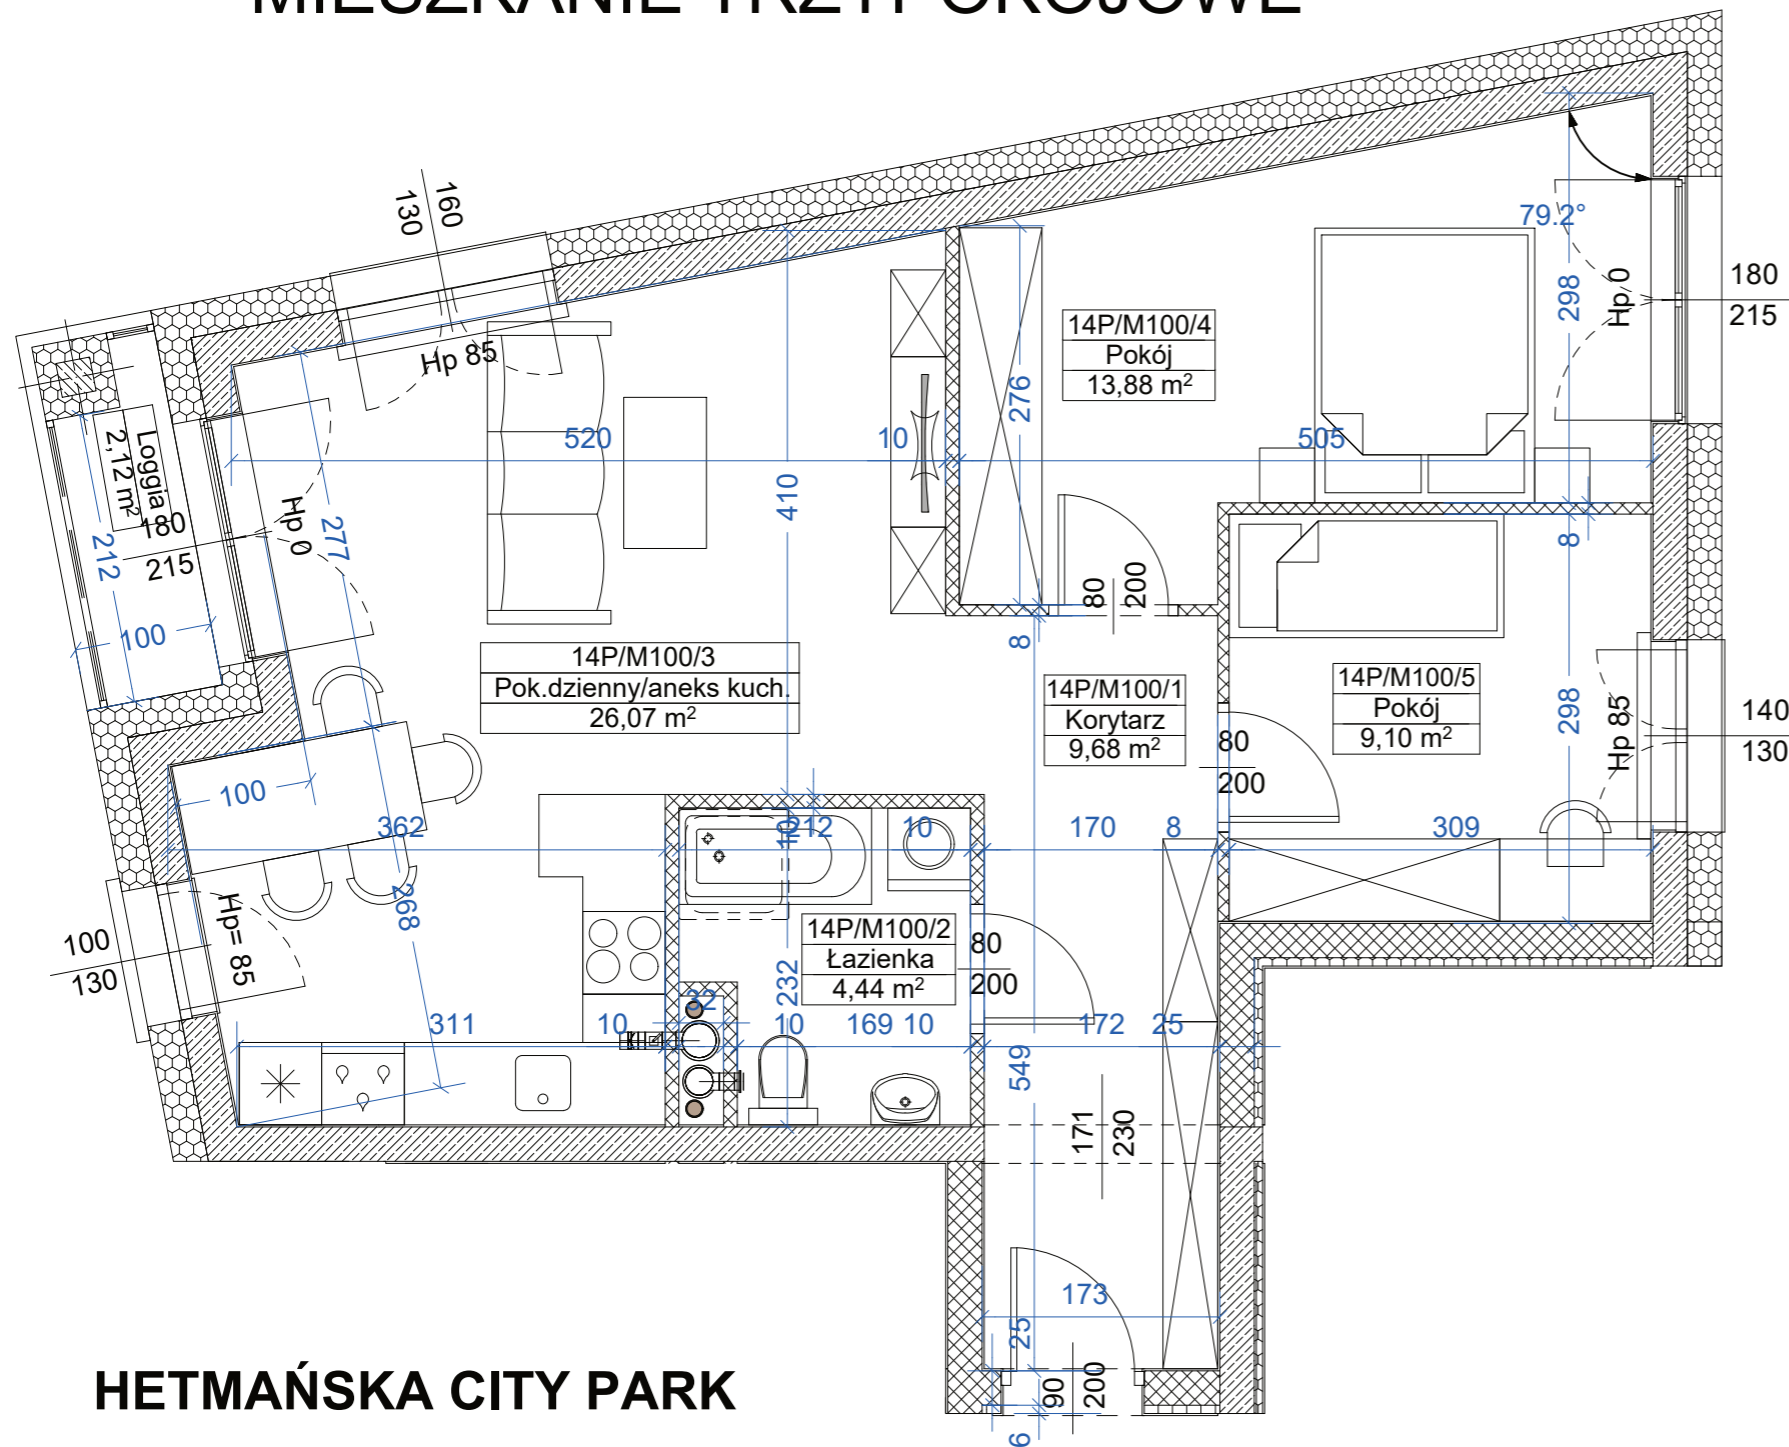 MIESZKANIE TRZYPOKOJOWE
160
130
79.2°
298
Hp 0
180
215
14P/M100/4
Pokój
13,88 m²
276
Hp 85
520
10
505
410
Loggia
2,12 m²
180
215
Hp 0
277
212
100
8
80
200
8
14P/M100/3
Pok.dzienny/aneks kuch.
26,07 m²
14P/M100/1
Korytarz
9,68 m²
14P/M100/5
Pokój
9,10 m²
298
Hp 85
140
130
80
200
100
362
10
212
10
170
8
309
268
Hp= 85
100
130
14P/M100/2
Łazienka
4,44 m²
80
200
232
32
311
10
10
169
10
172
25
549
171
230
173
25
90
200
6
HETMAŃSKA CITY PARK